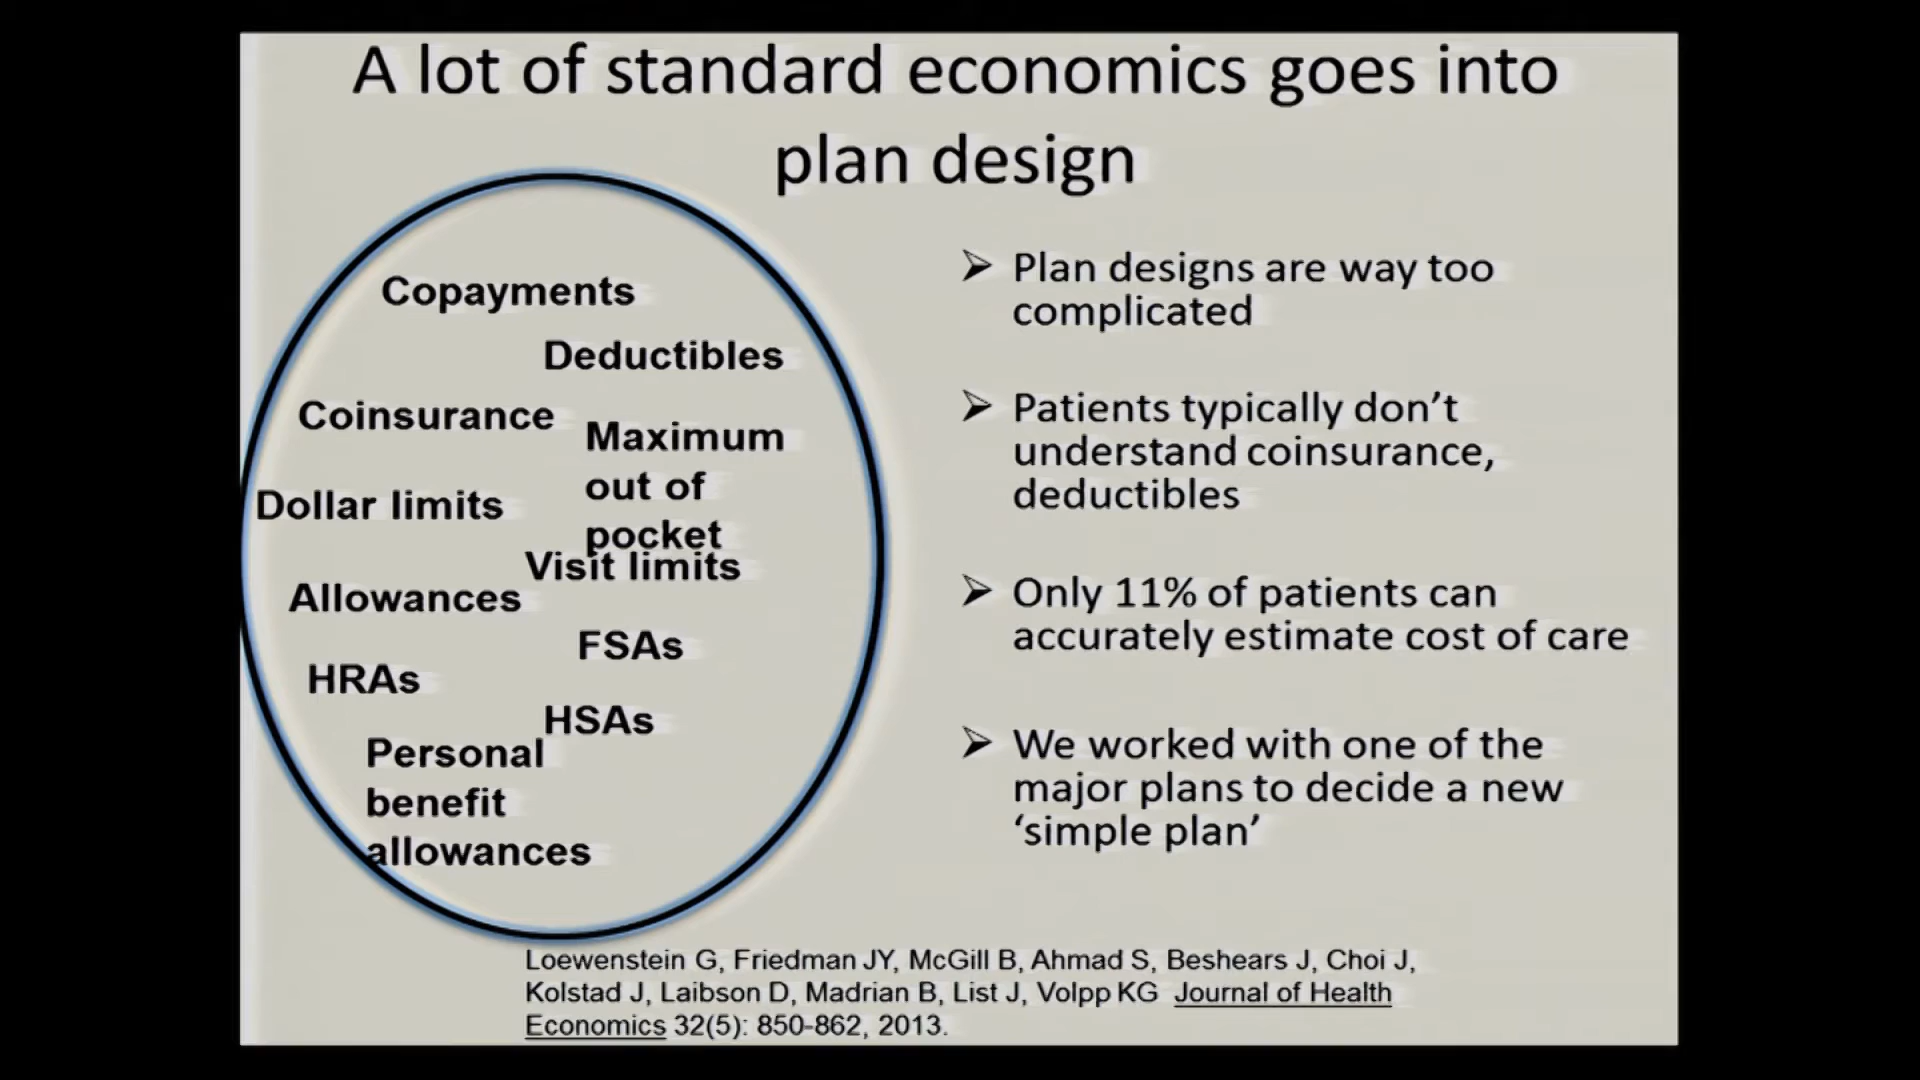 A lot of standard economics goes into
plan design
Copayments
Deductibles
Coinsurance
Maximum
out of
pocket
Dollar limits
Visit limits
Allowances
FSAs
HRAs
HSAs
Personal
benefit
allowances
➢ Plan designs are way too
complicated
➢ Patients typically don’t
understand coinsurance,
deductibles
➢ Only 11% of patients can
accurately estimate cost of care
➢ We worked with one of the
major plans to decide a new
‘simple plan’
Loewenstein G, Friedman JY, McGill B, Ahmad S, Beshears J, Choi J,
Kolstad J, Laibson D, Madrian B, List J, Volpp KG Journal of Health
Economics 32(5): 850-862, 2013.